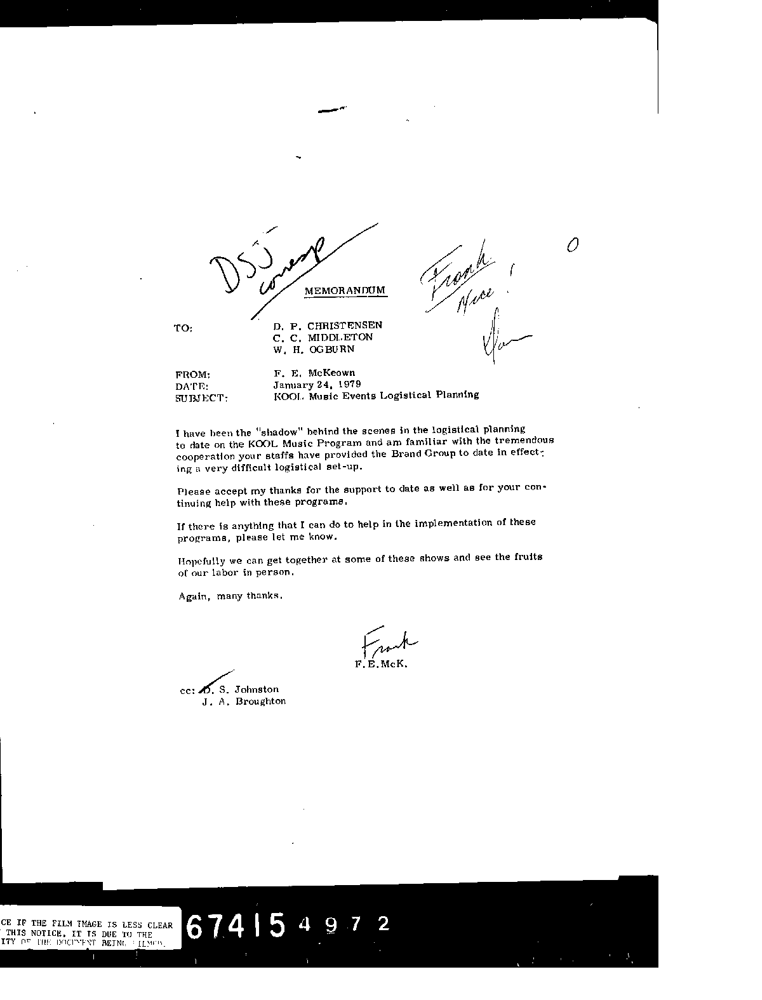 DSJ
corresp
Frank
Nice!
MEMORANDUM
TO: D. P. CHRISTENSEN
C. C. MIDDLETON
W. H. OGBURN
FROM: F. E. McKeown
DATE: January 24, 1979
SUBJECT: KOOL Music Events Logistical Planning
I have been the "shadow" behind the scenes in the logistical planning
to date on the KOOL Music Program and am familiar with the tremendous
cooperation your staffs have provided the Brand Group to date in effect-
ing a very difficult logistical set-up.
Please accept my thanks for the support to date as well as for your con-
tinuing help with these programs.
If there is anything that I can do to help in the implementation of these
programs, please let me know.
Hopefully we can get together at some of these shows and see the fruits
of our labor in person.
Again, many thanks.
Frank
F.E.McK.
cc: D. S. Johnston
J. A. Broughton
CE IF THE FILM IMAGE IS LESS CLEAR
THIS NOTICE, IT IS DUE TO THE
ITY OF THE DOCUMENT BEING FILMED.
674154972